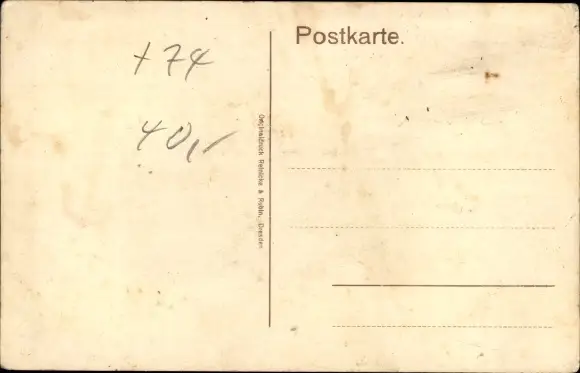 Postkarte.
+ 74
40,-
Originaldruck Reinicke & Rubin, Dresden